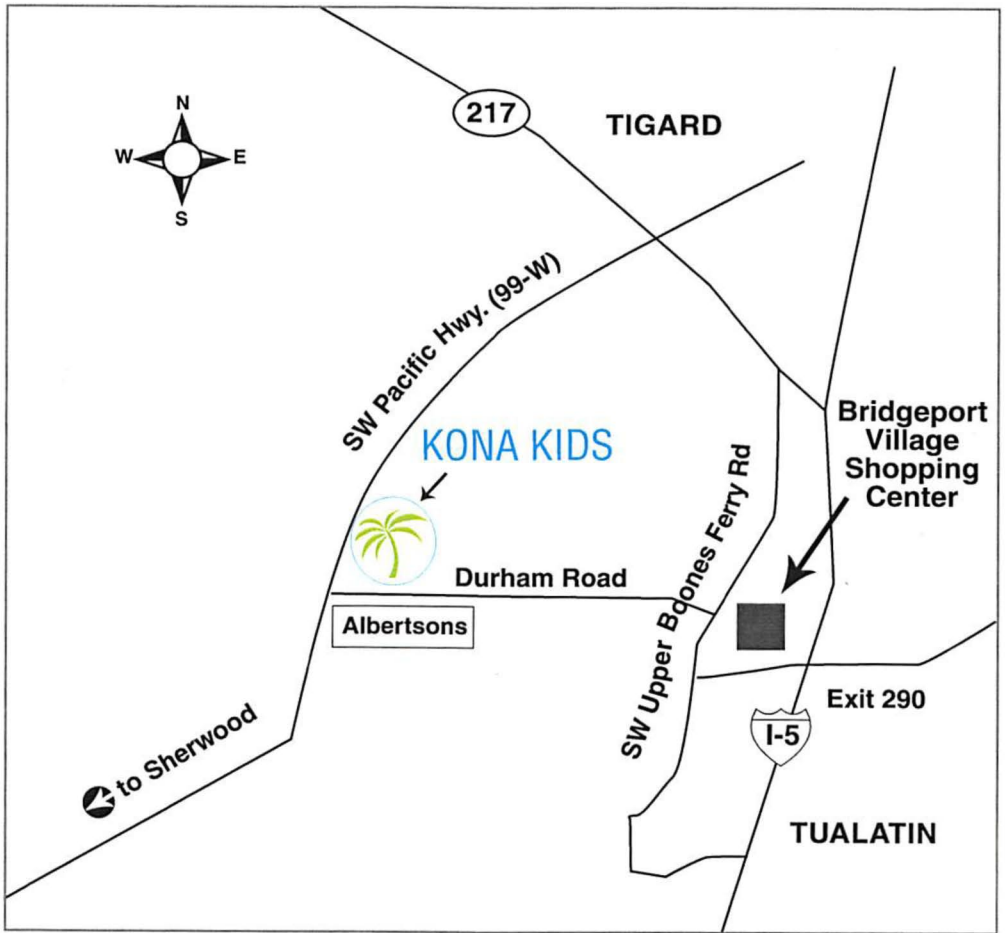 N
217
TIGARD
W
E
S
SW Pacific Hwy. (99-W)
KONA KIDS
Bridgeport
Village
Shopping
Center
SW Upper Boones Ferry Rd
Durham Road
Albertsons
Exit 290
I-5
to Sherwood
TUALATIN